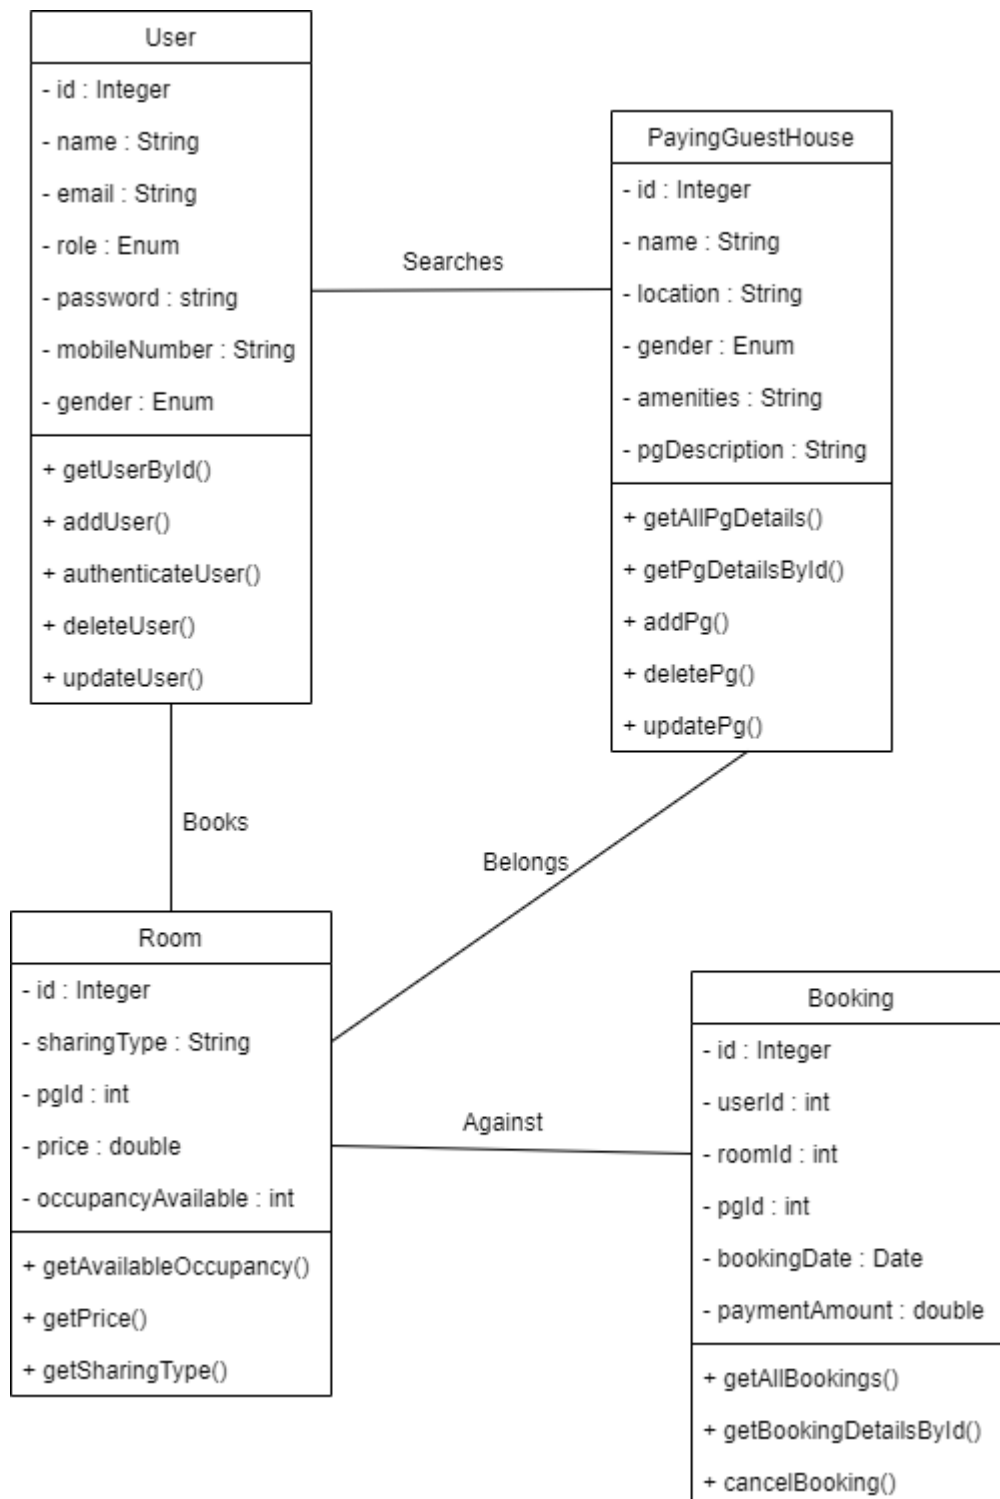 User
- id : Integer
- name : String
- email : String
- role : Enum
- password : string
- mobileNumber : String
- gender : Enum
+ getUserById()
+ addUser()
+ authenticateUser()
+ deleteUser()
+ updateUser()
Searches
PayingGuestHouse
- id : Integer
- name : String
- location : String
- gender : Enum
- amenities : String
- pgDescription : String
+ getAllPgDetails()
+ getPgDetailsById()
+ addPg()
+ deletePg()
+ updatePg()
Books
Belongs
Room
- id : Integer
- sharingType : String
- pgId : int
- price : double
- occupancyAvailable : int
+ getAvailableOccupancy()
+ getPrice()
+ getSharingType()
Against
Booking
- id : Integer
- userId : int
- roomId : int
- pgId : int
- bookingDate : Date
- paymentAmount : double
+ getAllBookings()
+ getBookingDetailsById()
+ cancelBooking()